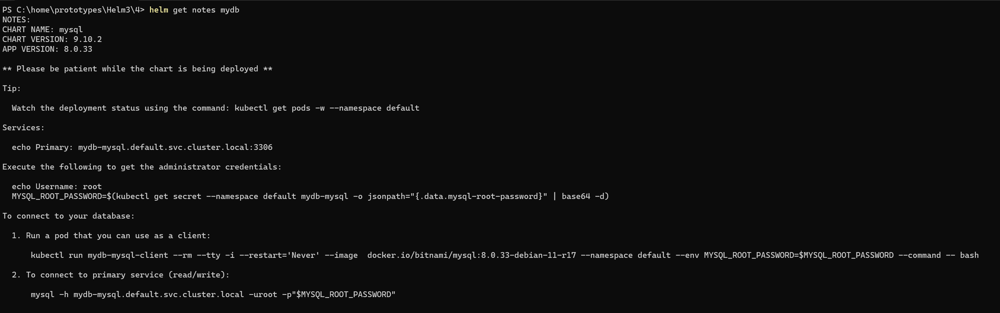 PS C:\home\prototypes\Helm3\4> helm get notes mydb
NOTES:
CHART NAME: mysql
CHART VERSION: 9.10.2
APP VERSION: 8.0.33
** Please be patient while the chart is being deployed **
Tip:
Watch the deployment status using the command: kubectl get pods -w --namespace default
Services:
echo Primary: mydb-mysql.default.svc.cluster.local:3306
Execute the following to get the administrator credentials:
echo Username: root
MYSQL_ROOT_PASSWORD=$(kubectl get secret --namespace default mydb-mysql -o jsonpath="{.data.mysql-root-password}" | base64 -d)
To connect to your database:
1. Run a pod that you can use as a client:
kubectl run mydb-mysql-client --rm --tty -i --restart='Never' --image  docker.io/bitnami/mysql:8.0.33-debian-11-r17 --namespace default --env MYSQL_ROOT_PASSWORD=$MYSQL_ROOT_PASSWORD --command -- bash
2. To connect to primary service (read/write):
mysql -h mydb-mysql.default.svc.cluster.local -uroot -p"$MYSQL_ROOT_PASSWORD"